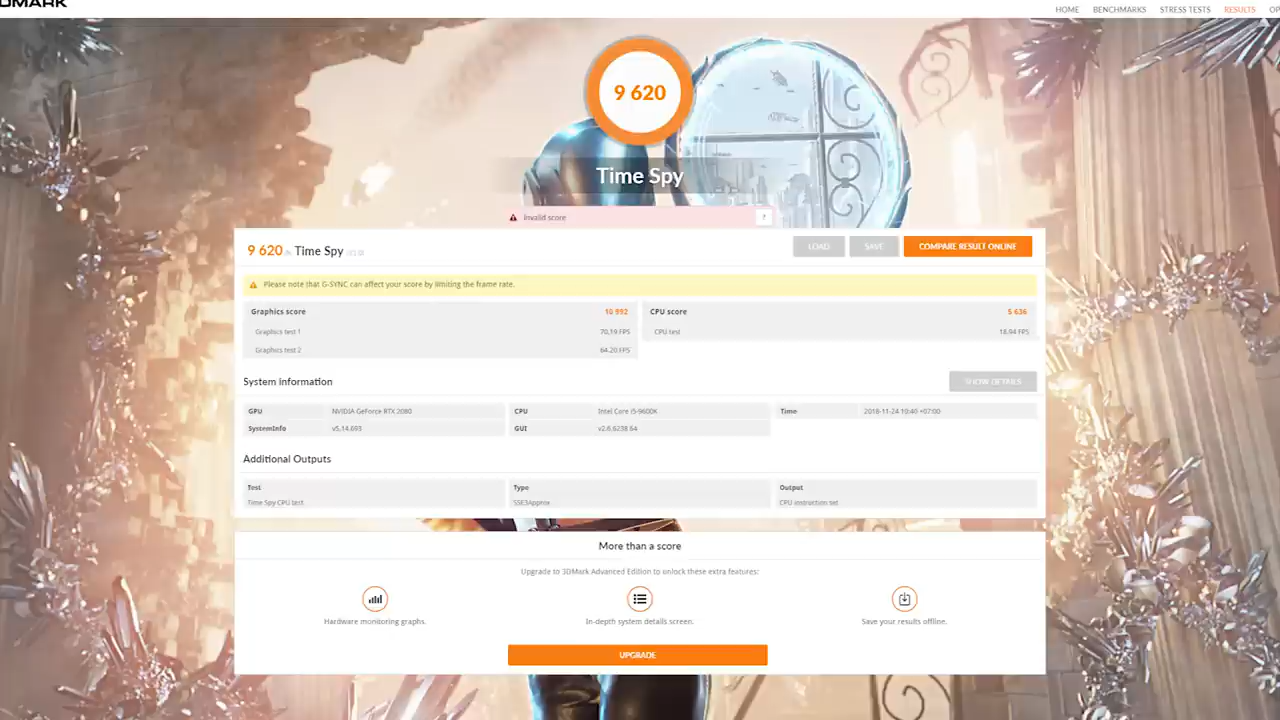 DMARK
HOME BENCHMARKS STRESS TESTS RESULTS OP
9 620
Time Spy
Invalid score ?
9 620 Time Spy
LOAD SAVE COMPARE RESULT ONLINE
Please note that G-SYNC can affect your score by limiting the frame rate.
Graphics score 10 992 CPU score 5 636
Graphics test 1 70.19 FPS CPU test 18.94 FPS
Graphics test 2 64.20 FPS
System information SHOW DETAILS
GPU NVIDIA GeForce RTX 2080 CPU Intel Core i5-9600K Time 2018-11-24 10:40 +07:00
SystemInfo v5.14.693 GUI v2.6.6238 64
Additional Outputs
Test Type Output
Time Spy CPU test SSE3Approx CPU instruction set
More than a score
Upgrade to 3DMark Advanced Edition to unlock these extra features:
Hardware monitoring graphs. In-depth system details screen. Save your results offline.
UPGRADE